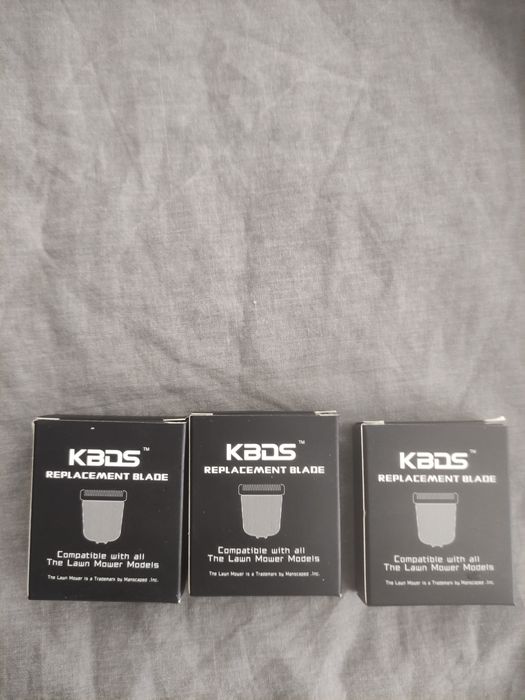 KBDS™
REPLACEMENT BLADE
Compatible with all
The Lawn Mower Models
The Lawn Mower is a Trademark by Manscaped .Inc.
KBDS™
REPLACEMENT BLADE
Compatible with all
The Lawn Mower Models
The Lawn Mower is a Trademark by Manscaped .Inc.
KBDS™
REPLACEMENT BLADE
Compatible with all
The Lawn Mower Models
The Lawn Mower is a Trademark by Manscaped .Inc.